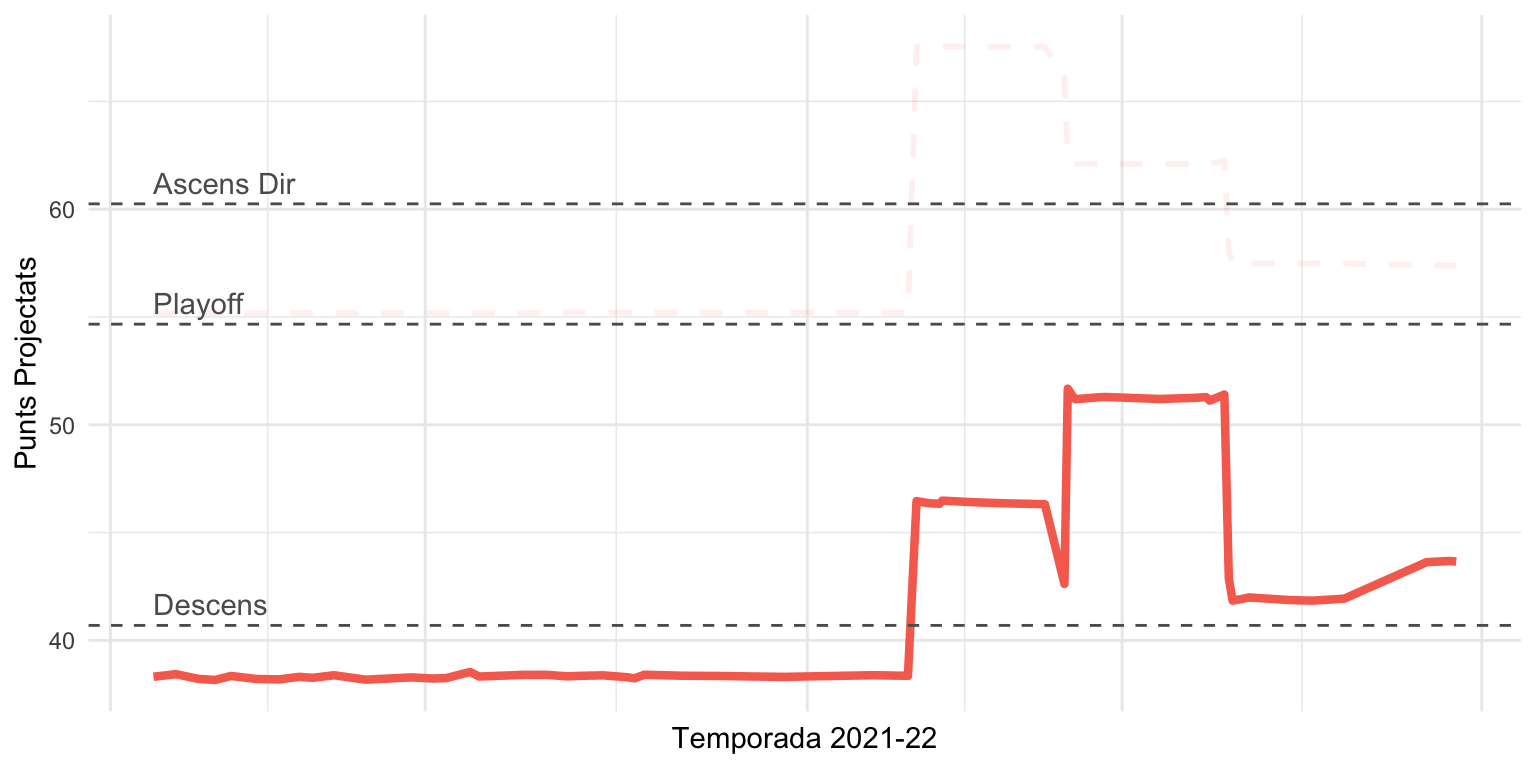 Ascens Dir
60
Playoff
50
Descens
40
Punts Projectats
Temporada 2021-22